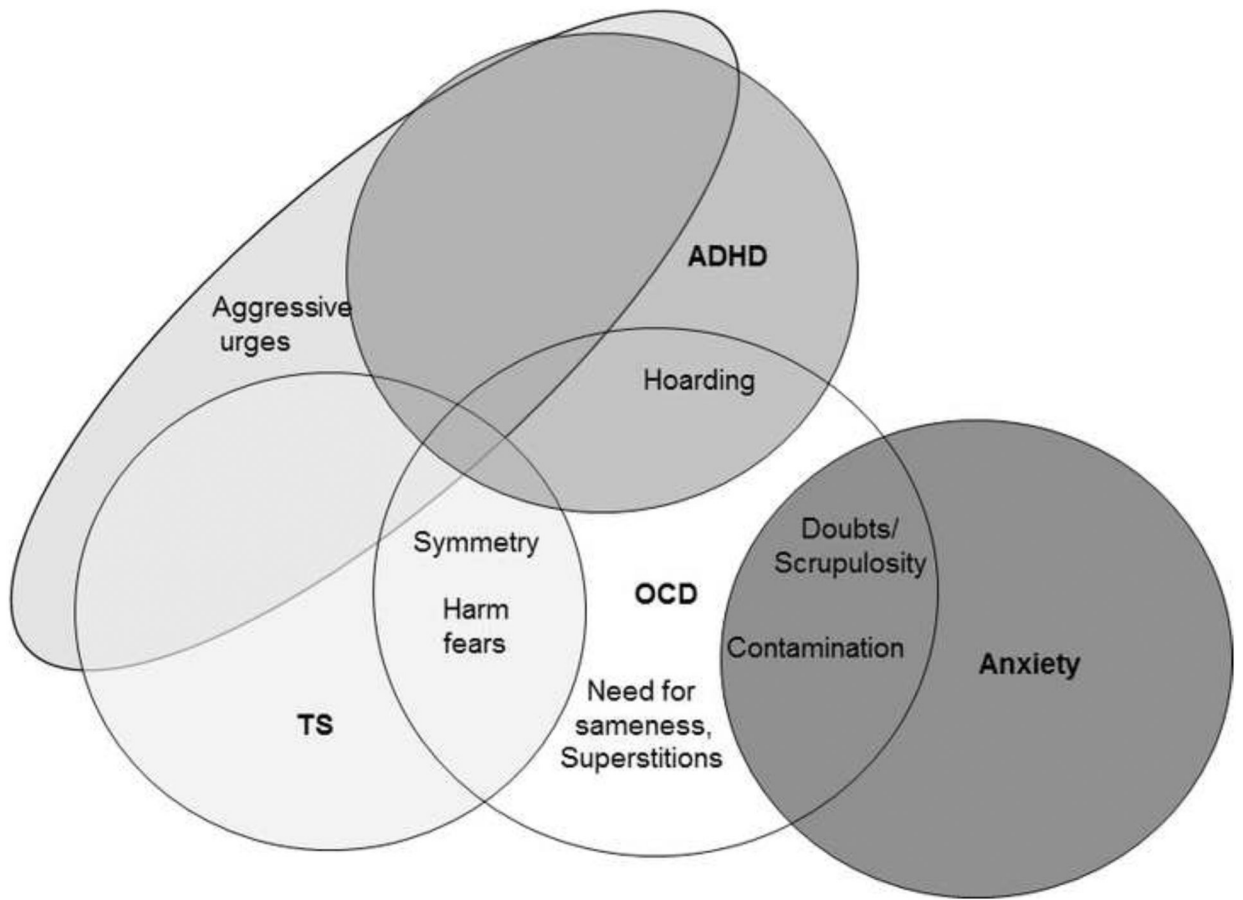 ADHD
Aggressive
urges
Hoarding
Symmetry
Doubts/
Scrupulosity
OCD
Harm
fears
Contamination
Anxiety
Need for
sameness,
Superstitions
TS